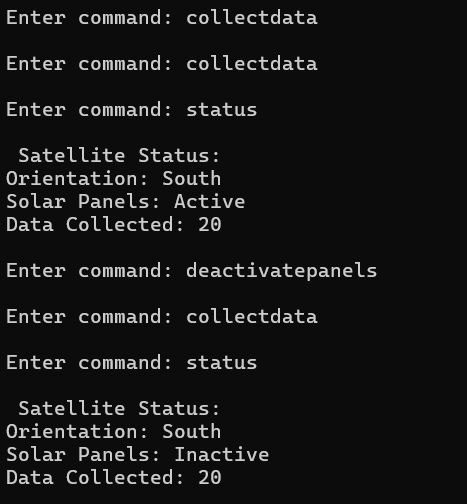 Enter command: collectdata
Enter command: collectdata
Enter command: status
Satellite Status:
Orientation: South
Solar Panels: Active
Data Collected: 20
Enter command: deactivatepanels
Enter command: collectdata
Enter command: status
Satellite Status:
Orientation: South
Solar Panels: Inactive
Data Collected: 20